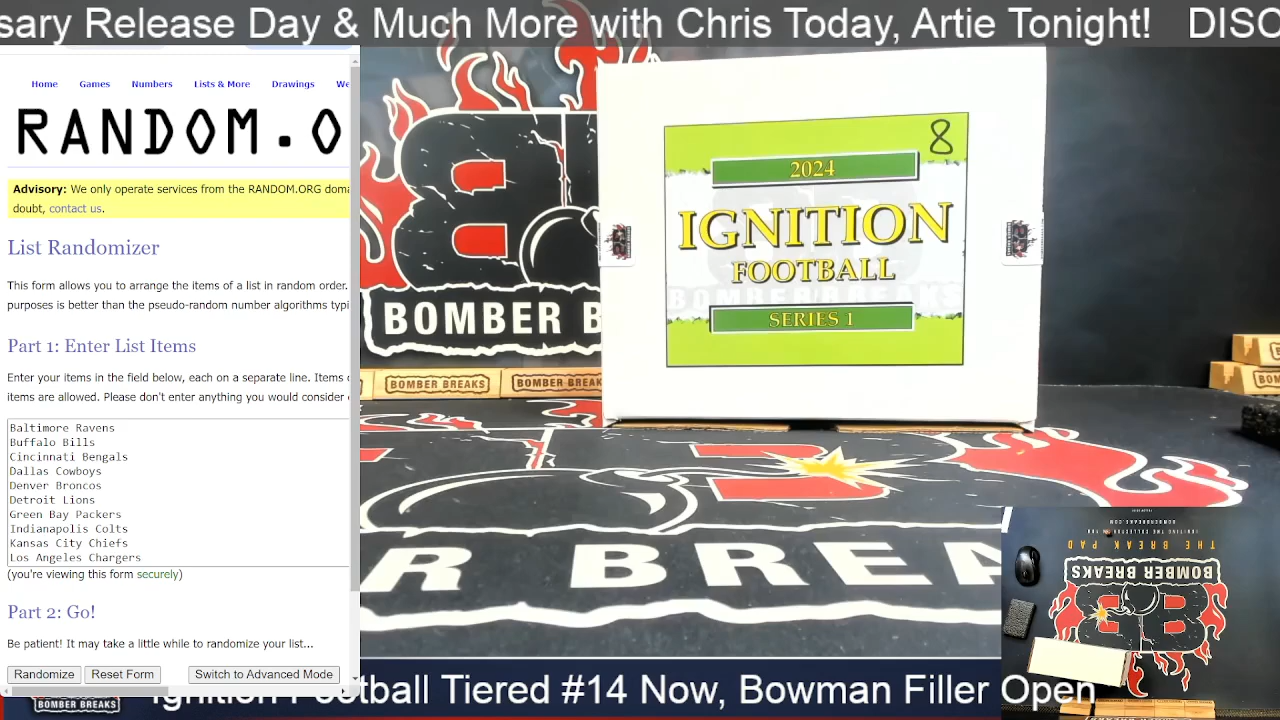 sary Release Day & Much More with Chris Today, Artie Tonight! DISC
Home Games Numbers Lists & More Drawings We
RANDOM.O
Advisory: We only operate services from the RANDOM.ORG doma
doubt, contact us.
List Randomizer
This form allows you to arrange the items of a list in random order.
purposes is better than the pseudo-random number algorithms typi
Part 1: Enter List Items
Enter your items in the field below, each on a separate line. Items c
items are allowed. Please don't enter anything you would consider c
Baltimore Ravens
Buffalo Bills
Cincinnati Bengals
Dallas Cowboys
Denver Broncos
Detroit Lions
Green Bay Packers
Indianapolis Colts
Kansas City Chiefs
Los Angeles Chargers
(you're viewing this form securely)
Part 2: Go!
Be patient! It may take a little while to randomize your list...
Randomize Reset Form Switch to Advanced Mode
8
2024
IGNITION
FOOTBALL
BOMBERBREAKS
SERIES 1
BOMBER B
BOMBER BREAKS
BOMBER BREAK
R BREA
BOMBERBREAKS.COM
THE BREAK PAD
BOMBER BREAKS
Ignition Football Tiered #14 Now, Bowman Filler Open
BOMBER BREAKS